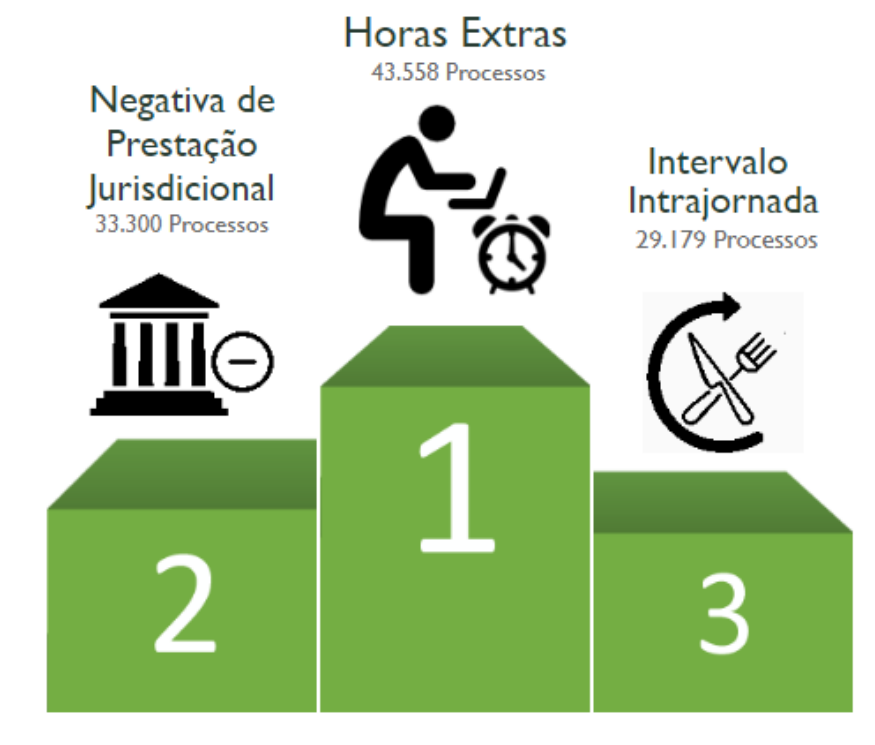 Horas Extras
43.558 Processos
Negativa de
Prestação
Jurisdicional
33.300 Processos
Intervalo
Intrajornada
29.179 Processos
1
2
3